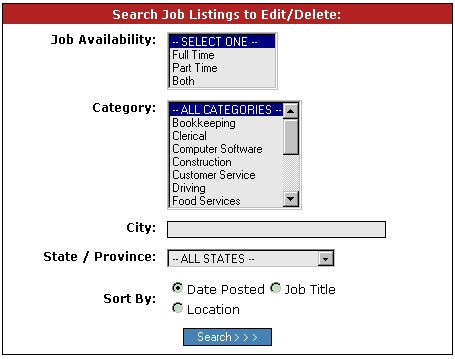 Search Job Listings to Edit/Delete:
Job Availability:
-- SELECT ONE --
Full Time
Part Time
Both
Category:
-- ALL CATEGORIES --
Bookkeeping
Clerical
Computer Software
Construction
Customer Service
Driving
Food Services
City:
State / Province: -- ALL STATES --
Sort By:
Date Posted Job Title
Location
Search > > >